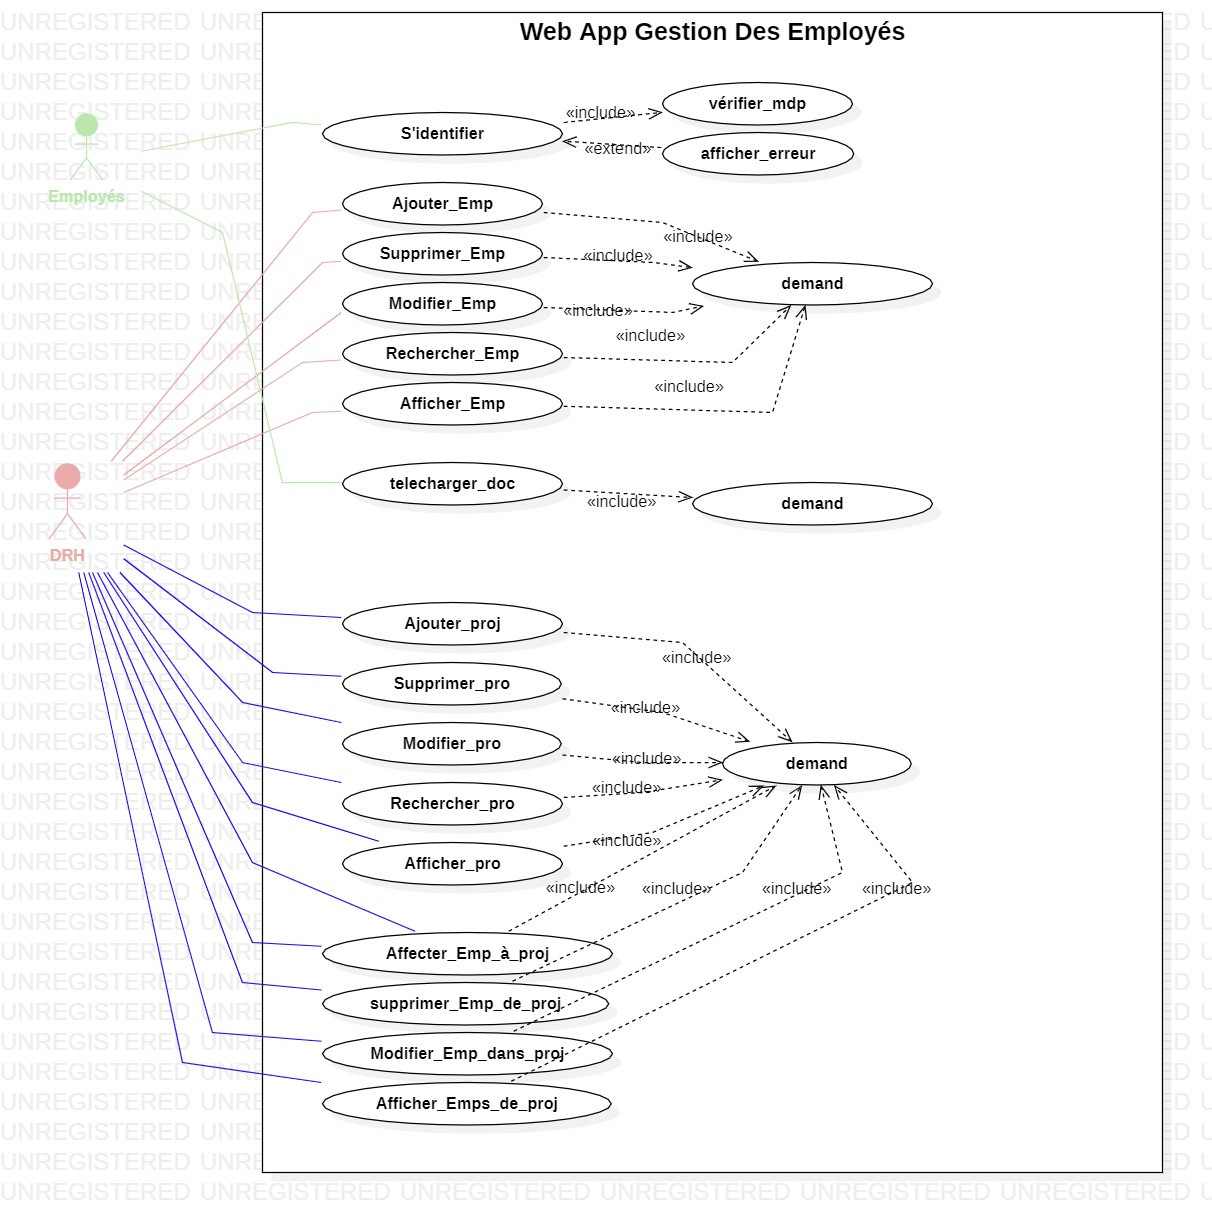 Web App Gestion Des Employés
Employés
DRH
S'identifier
«include»
vérifier_mdp
«extend»
afficher_erreur
Ajouter_Emp
«include»
Supprimer_Emp
«include»
demand
Modifier_Emp
«include»
«include»
Rechercher_Emp
«include»
Afficher_Emp
telecharger_doc
«include»
demand
Ajouter_proj
«include»
Supprimer_pro
«include»
Modifier_pro
«include»
demand
Rechercher_pro
«include»
Afficher_pro
«include»
«include»
«include»
«include»
«include»
Affecter_Emp_à_proj
supprimer_Emp_de_proj
Modifier_Emp_dans_proj
Afficher_Emps_de_proj
UNREGISTERED UNREGISTERED UNREGISTERED UNREGISTERED UNREGISTERED UNREGISTERED